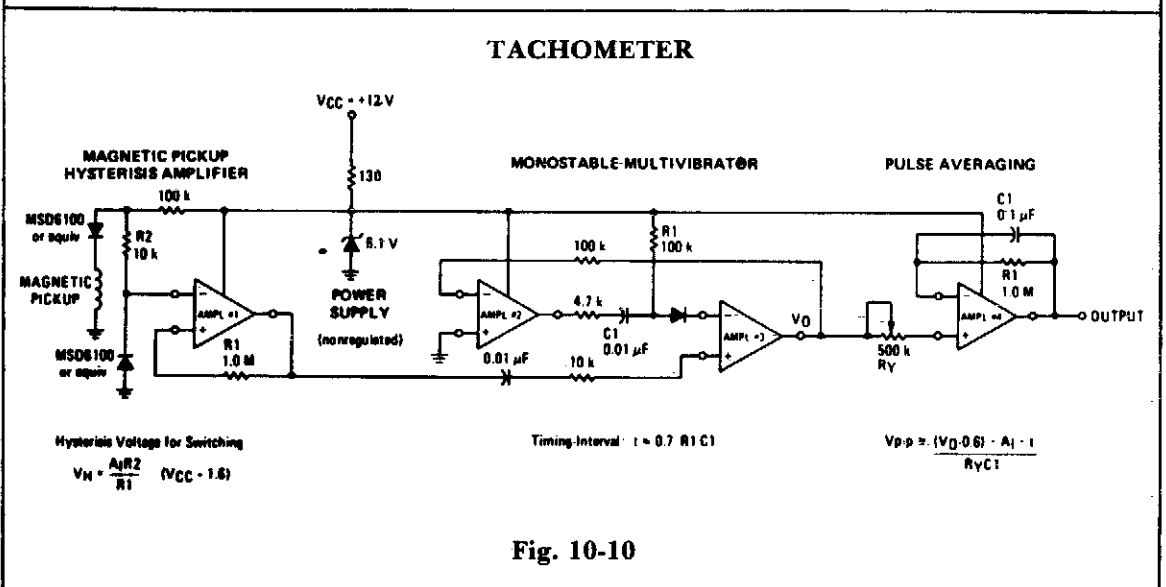 TACHOMETER
VCC = +12-V
MAGNETIC PICKUP
HYSTERISIS AMPLIFIER
MONOSTABLE-MULTIVIBRATOR
PULSE AVERAGING
100 k
130
C1
0.1 µF
MSD6100
or equiv
R2
10 k
R1
100 k
8.1 V
100 k
R1
1.0 M
MAGNETIC
PICKUP
POWER
SUPPLY
(nonregulated)
−
AMPL #1
+
−
AMPL #2
+
4.7 k
C1
0.01 µF
−
AMPL #3
+
VO
500 k
RY
−
AMPL #4
+
OUTPUT
MSD6100
or equiv
R1
1.0 M
0.01 µF
10 k
Hysterisis Voltage for Switching
VH = AIR2/R1 (VCC - 1.6)
Timing-Interval: t ≈ 0.7 R1 C1
Vp-p ≅ (VO-0.6) - AI - t / RYC1
Fig. 10-10